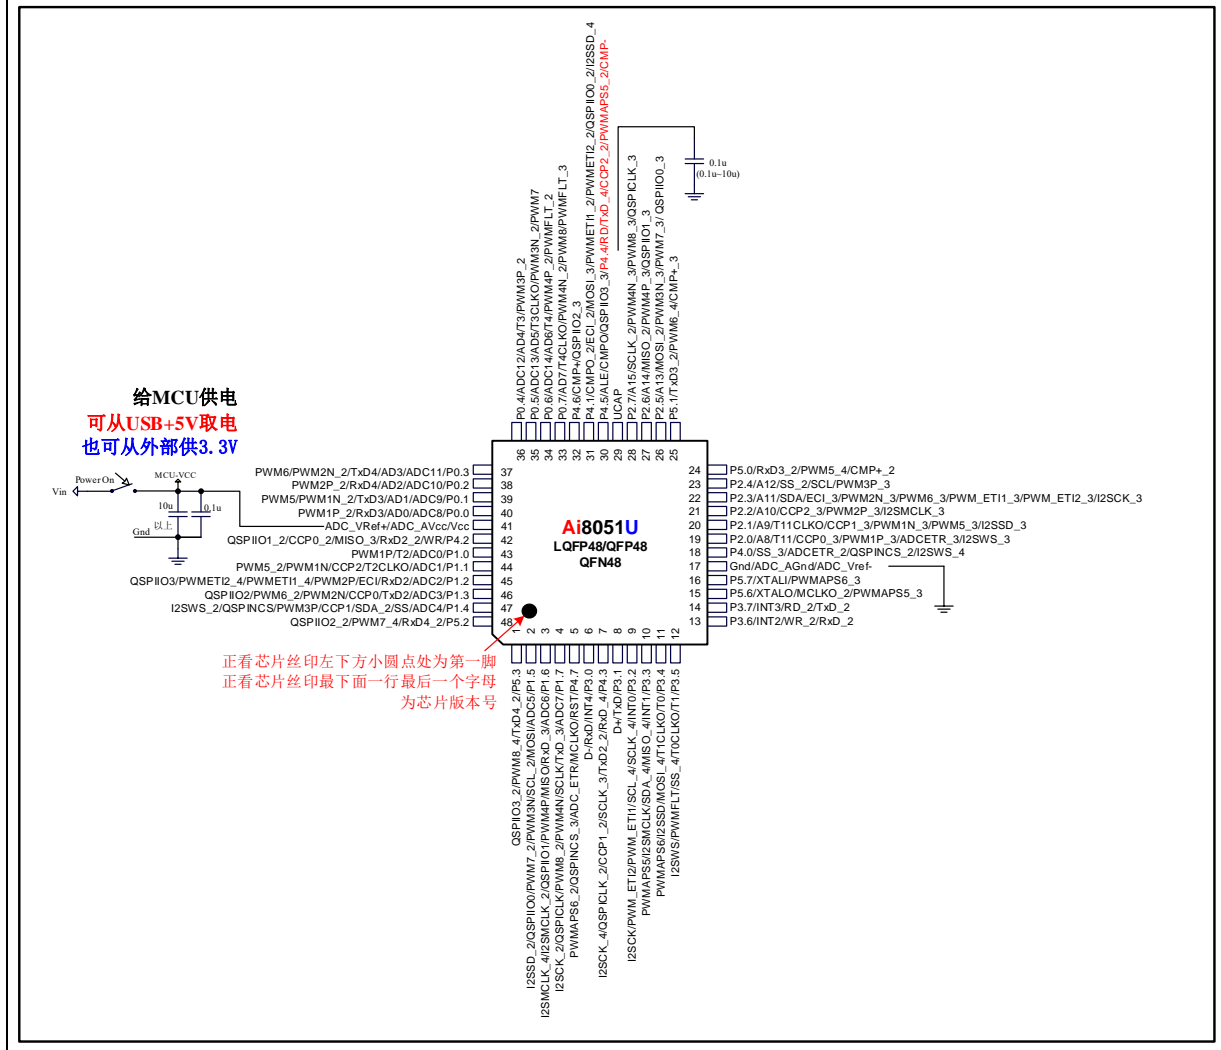 P0.4/ADC12/AD4/T3/PWM3P_2
P0.5/ADC13/AD5/T3CLKO/PWM3N_2/PWM7
P0.6/ADC14/AD6/T4/PWM4P_2/PWMFLT_2
P0.7/AD7/T4CLKO/PWM4N_2/PWM8/PWMFLT_3
P4.6/CMP+/QSPIIO2_3
P4.1/CMPO_2/ECI_2/MOSI_3/PWMETI1_2/PWMETI2_2/QSPIIO0_2/I2SSD_4
P4.5/ALE/CMPO/QSPIIO3_3/P4.4/RD/TxD_4/CCP2_2/PWMAPS5_2/CMP-
UCAP
P2.7/A15/SCLK_2/PWM4N_3/PWM8_3/QSPICLK_3
P2.6/A14/MISO_2/PWM4P_3/QSPIIO1_3
P2.5/A13/MOSI_2/PWM3N_3/PWM7_3/ QSPIIO0_3
P5.1/TxD3_2/PWM6_4/CMP+_3
0.1u
(0.1u~10u)
36
35
34
33
32
31
30
29
28
27
26
25
给MCU供电
可从USB+5V取电
也可从外部供3.3V
Power On
MCU-VCC
Vin
10u
以上
0.1u
Gnd
PWM6/PWM2N_2/TxD4/AD3/ADC11/P0.3 37
PWM2P_2/RxD4/AD2/ADC10/P0.2 38
PWM5/PWM1N_2/TxD3/AD1/ADC9/P0.1 39
PWM1P_2/RxD3/AD0/ADC8/P0.0 40
ADC_VRef+/ADC_AVcc/Vcc 41
QSPIIO1_2/CCP0_2/MISO_3/RxD2_2/WR/P4.2 42
PWM1P/T2/ADC0/P1.0 43
PWM5_2/PWM1N/CCP2/T2CLKO/ADC1/P1.1 44
QSPIIO3/PWMETI2_4/PWMETI1_4/PWM2P/ECI/RxD2/ADC2/P1.2 45
QSPIIO2/PWM6_2/PWM2N/CCP0/TxD2/ADC3/P1.3 46
I2SWS_2/QSPINCS/PWM3P/CCP1/SDA_2/SS/ADC4/P1.4 47
QSPIIO2_2/PWM7_4/RxD4_2/P5.2 48
Ai8051U
LQFP48/QFP48
QFN48
24 P5.0/RxD3_2/PWM5_4/CMP+_2
23 P2.4/A12/SS_2/SCL/PWM3P_3
22 P2.3/A11/SDA/ECI_3/PWM2N_3/PWM6_3/PWM_ETI1_3/PWM_ETI2_3/I2SCK_3
21 P2.2/A10/CCP2_3/PWM2P_3/I2SMCLK_3
20 P2.1/A9/T11CLKO/CCP1_3/PWM1N_3/PWM5_3/I2SSD_3
19 P2.0/A8/T11/CCP0_3/PWM1P_3/ADCETR_3/I2SWS_3
18 P4.0/SS_3/ADCETR_2/QSPINCS_2/I2SWS_4
17 Gnd/ADC_AGnd/ADC_Vref-
16 P5.7/XTALI/PWMAPS6_3
15 P5.6/XTALO/MCLKO_2/PWMAPS5_3
14 P3.7/INT3/RD_2/TxD_2
13 P3.6/INT2/WR_2/RxD_2
正看芯片丝印左下方小圆点处为第一脚
正看芯片丝印最下面一行最后一个字母
为芯片版本号
1
2
3
4
5
6
7
8
9
10
11
12
QSPIIO3_2/PWM8_4/TxD4_2/P5.3
I2SSD_2/QSPIIO0/PWM7_2/PWM3N/SCL_2/MOSI/ADC5/P1.5
I2SMCLK_4/I2SMCLK_2/QSPIIO1/PWM4P/MISO/RxD_3/ADC6/P1.6
I2SCK_2/QSPICLK/PWM8_2/PWM4N/SCLK/TxD_3/ADC7/P1.7
PWMAPS6_2/QSPINCS_3/ADC_ETR/MCLKO/RST/P4.7
D-/RxD/INT4/P3.0
I2SCK_4/QSPICLK_2/CCP1_2/SCLK_3/TxD2_2/RxD_4/P4.3
D+/TxD/P3.1
I2SCK/PWM_ETI2/PWM_ETI1/SCL_4/SCLK_4/INT0/P3.2
PWMAPS5/I2SMCLK/SDA_4/MISO_4/INT1/P3.3
PWMAPS6/I2SSD/MOSI_4/T1CLKO/T0/P3.4
I2SWS/PWMFLT/SS_4/T0CLKO/T1/P3.5